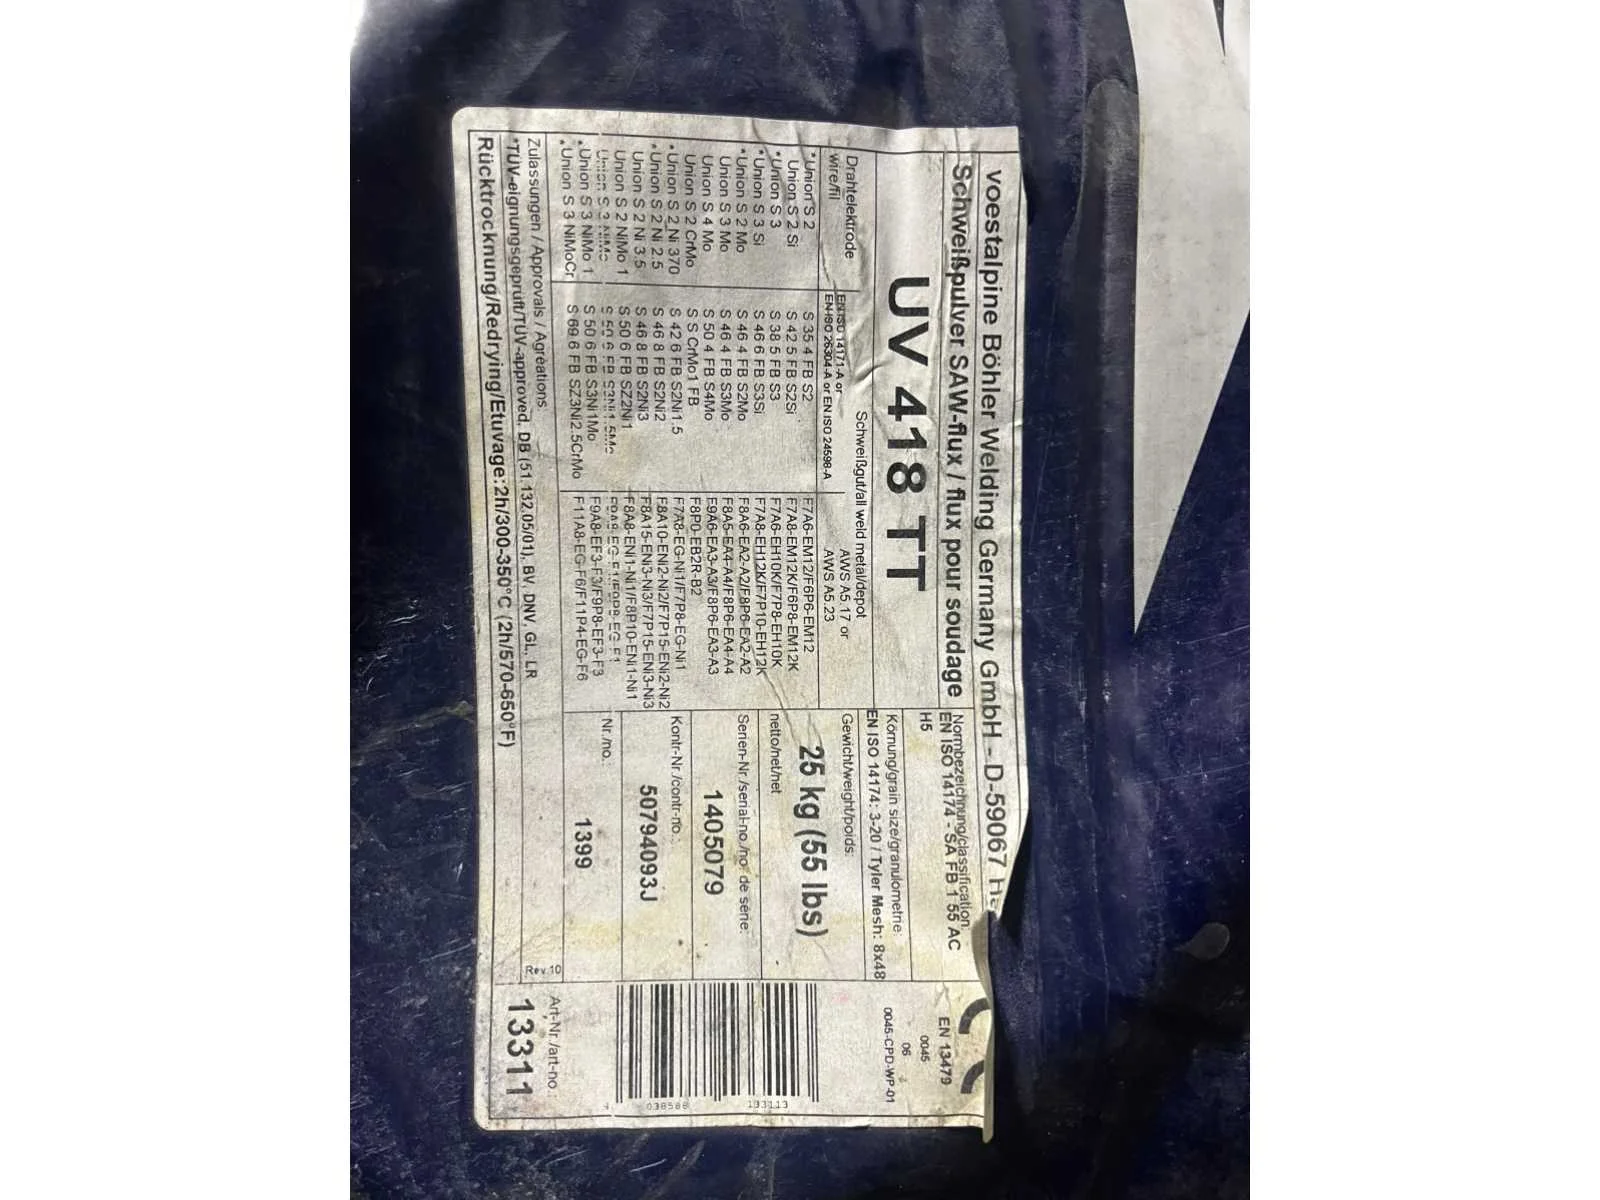 voestalpine Böhler Welding Germany GmbH - D-59067
Schweißpulver SAW-flux / flux pour soudage
UV 418 TT
Normbezeichnung/classification:
EN ISO 14174 - SA FB 1 55 AC
H5
Körnung/grain size/granulometrie:
EN ISO 14174: 3-20 / Tyler Mesh: 8x48
Gewicht/weight/poids:
netto/net/net
25 kg (55 lbs)
Serien-Nr./serial-no./no de série:
1405079
Kontr-Nr./contr-no.:
50794093J
Nr./no.:
1399
EN 13479
0045
06
0045-CPD-WP-01
Drahtelektrode
wire/fil
Schweißgut/all weld metal/depot
EN ISO 14171-A or
EN ISO 26304-A or EN ISO 24598-A
AWS A5.17 or
AWS A5.23
*Union S 2 S 35 4 FB S2 F7A6-EM12/F6P6-EM12
Union S 2 Si S 42 5 FB S2Si F7A8-EM12K/F6P8-EM12K
*Union S 3 S 38 5 FB S3 F7A6-EH10K/F7P8-EH10K
*Union S 3 Si S 46 6 FB S3Si F7A8-EH12K/F7P10-EH12K
*Union S 2 Mo S 46 4 FB S2Mo F8A6-EA2-A2/F8P6-EA2-A2
Union S 3 Mo S 46 4 FB S3Mo F8A5-EA4-A4/F8P6-EA4-A4
Union S 4 Mo S 50 4 FB S4Mo F9A6-EA3-A3/F8P6-EA3-A3
Union S 2 CrMo S S CrMo1 FB F8P0-EB2R-B2
*Union S 2 Ni 370 S 42 6 FB S2Ni1.5 F7A8-EG-Ni1/F7P8-EG-Ni1
*Union S 2 Ni 2.5 S 46 8 FB S2Ni2 F8A10-ENi2-Ni2/F7P15-ENi2-Ni2
Union S 2 Ni 3.5 S 46 8 FB S2Ni3 F8A15-ENi3-Ni3/F7P15-ENi3-Ni3
Union S 2 NiMo 1 S 50 6 FB SZ2Ni1 F8A8-ENi1-Ni1/F8P10-ENi1-Ni1
*Union S 3 NiMo 1 S 50 6 FB S3Ni1Mo F9A8-EF3-F3/F9P8-EF3-F3
*Union S 3 NiMoCr S 69 6 FB SZ3Ni2.5CrMo F11A8-EG-F6/F11P4-EG-F6
Zulassungen / Approvals / Agréations
*TÜV-eignungsgeprüft/TÜV-approved, DB (51.132.05/01), BV, DNV, GL, LR
Rücktrocknung/Redrying/Etuvage:2h/300-350°C (2h/570-650°F)
Rev.10
Art-Nr./art-no.:
13311
4 038588 133113